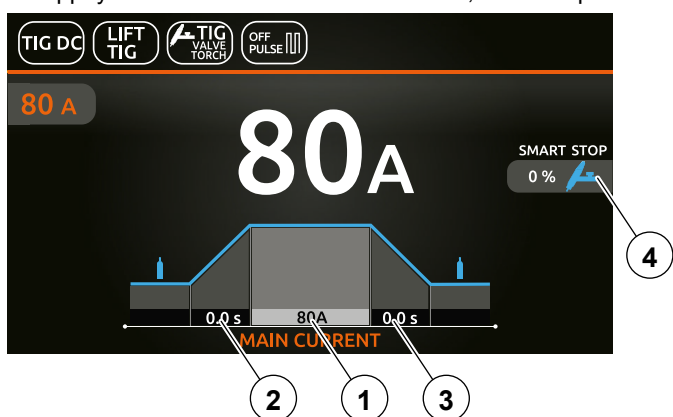 TIG DC
LIFT
TIG
TIG
VALVE
TORCH
OFF
PULSE
80 A
80A
SMART STOP
0 %
4
0.0 s
80A
0.0 s
MAIN CURRENT
2
1
3